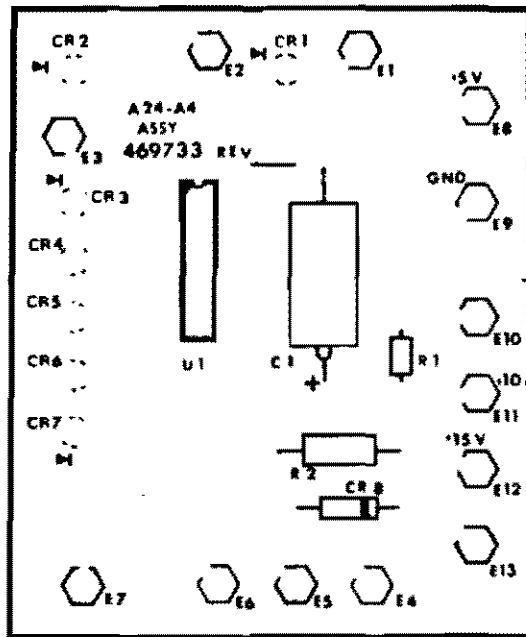 CR2
E2
CR1
E1
+5V
E8
A24-A4
ASSY
469733 REV
E3
CR3
GND
E9
CR4
CR5
E10
CR6
U1
C1
+
R1
+10
E11
CR7
R2
+15V
E12
CR8
E13
E7
E6
E5
E4